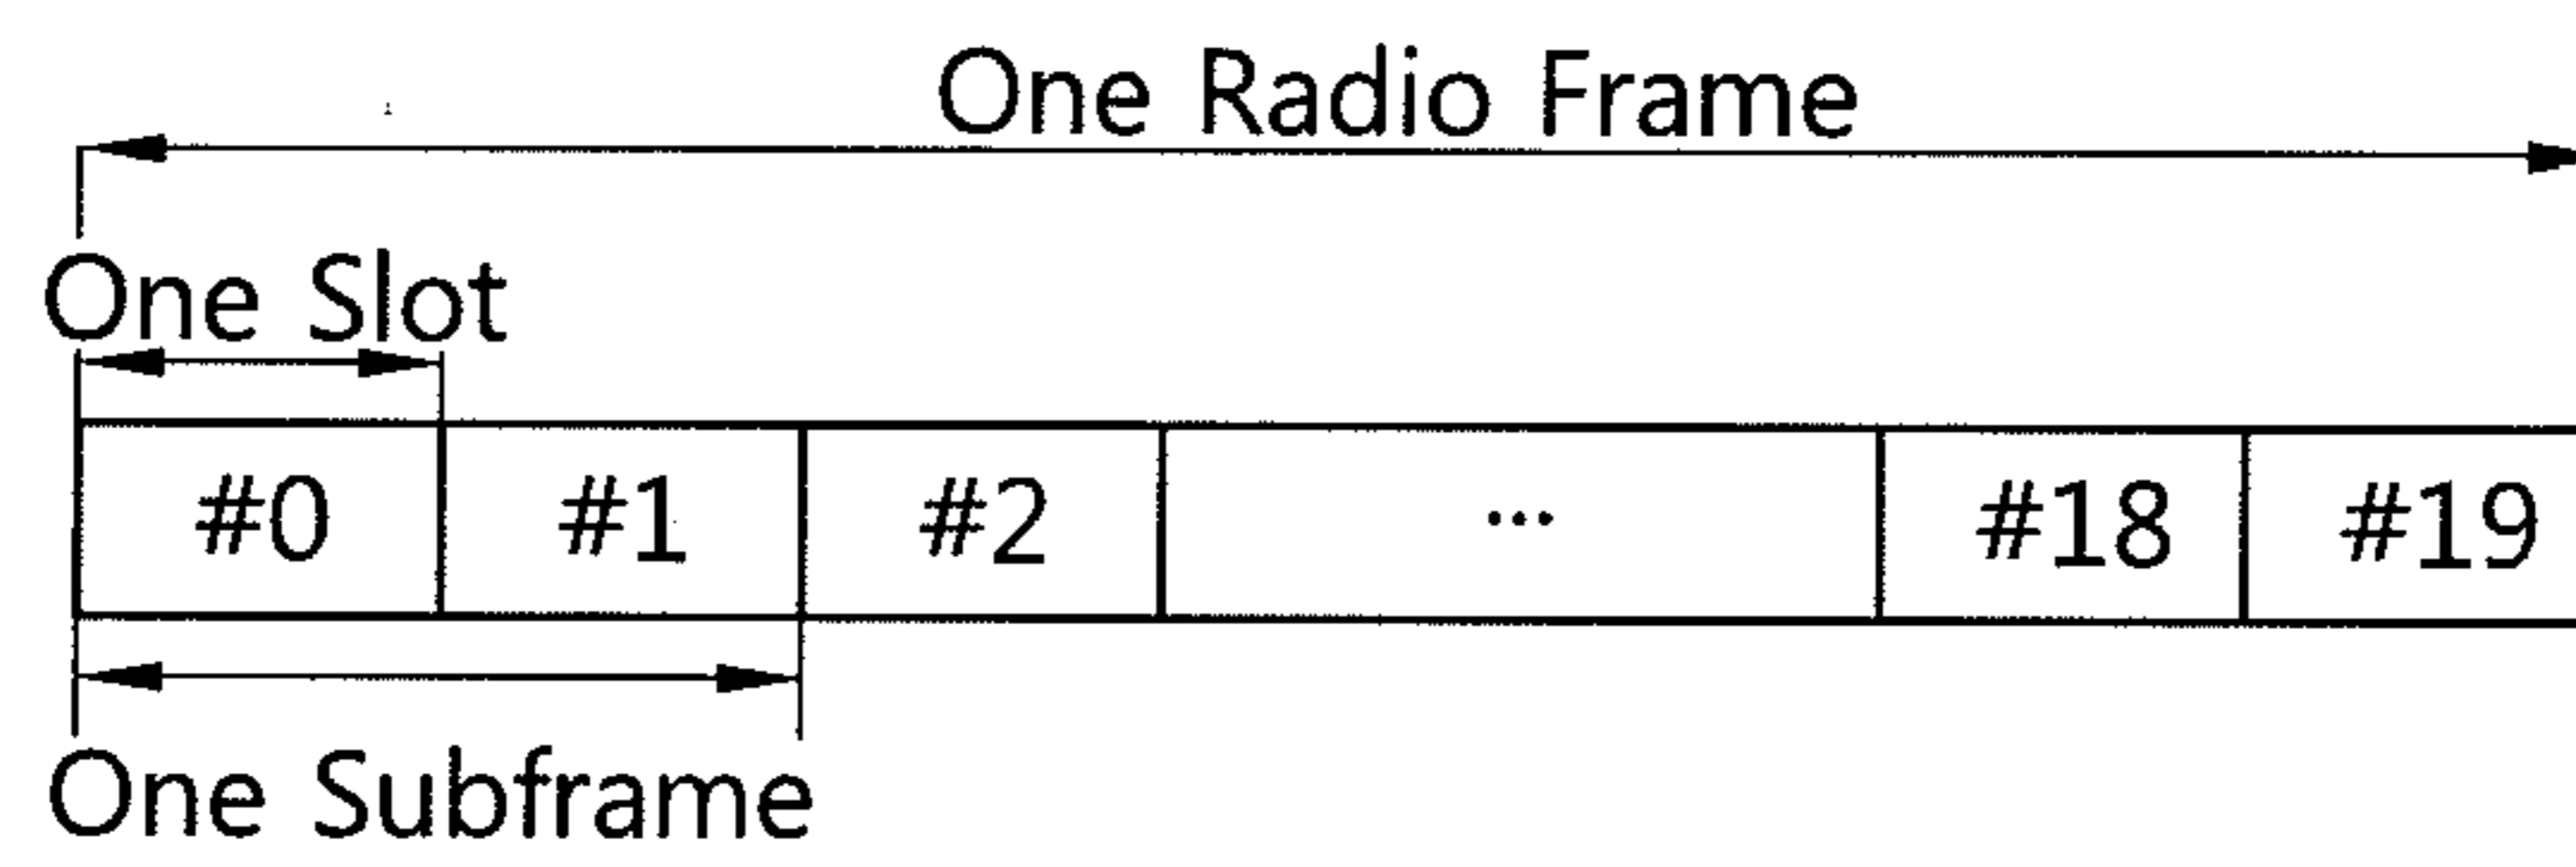 One Radio Frame
One Slot
#0 #1 #2 ... #18 #19
One Subframe